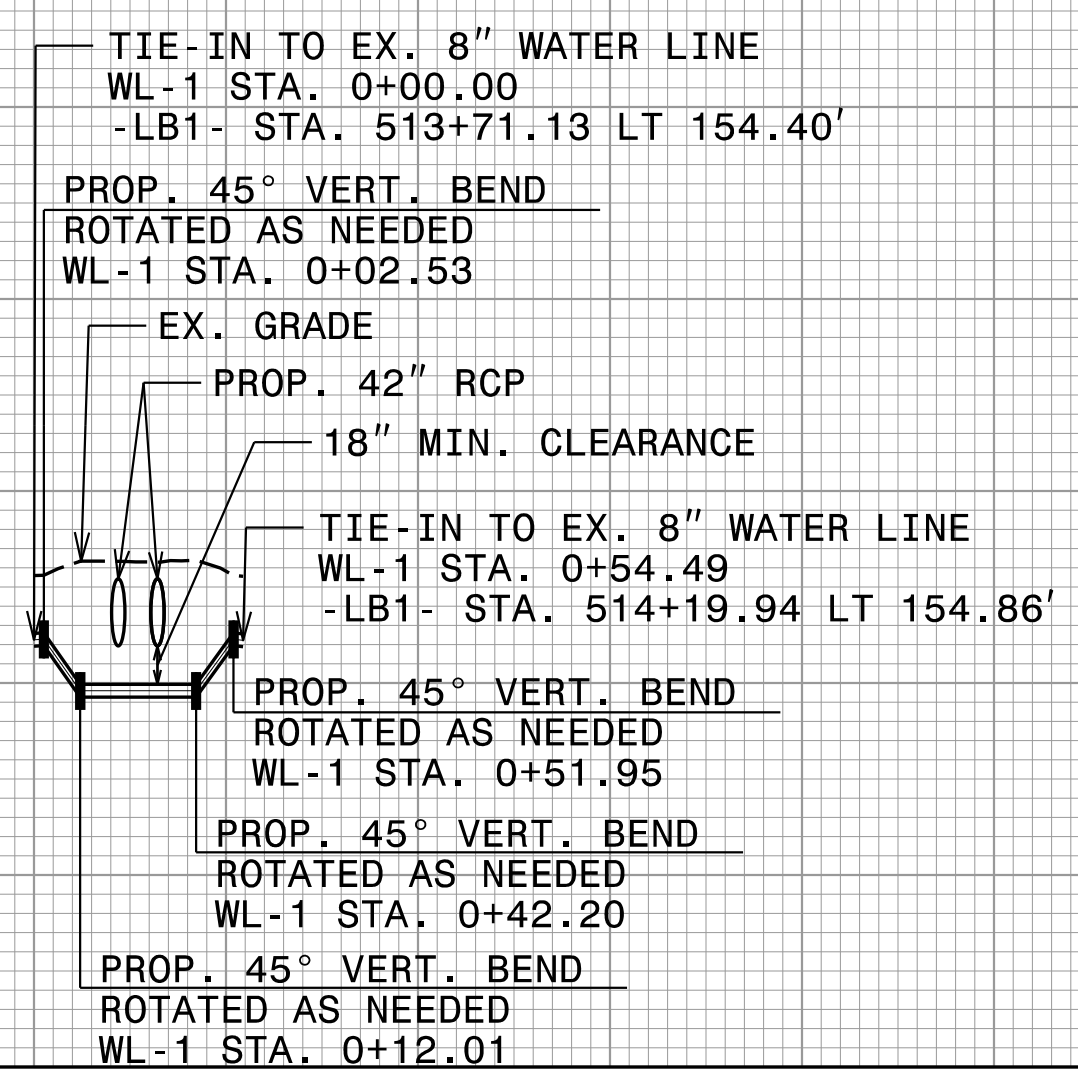 TIE-IN TO EX. 8" WATER LINE
WL-1 STA. 0+00.00
-LB1- STA. 513+71.13 LT 154.40'
PROP. 45° VERT. BEND
ROTATED AS NEEDED
WL-1 STA. 0+02.53
EX. GRADE
PROP. 42" RCP
18" MIN. CLEARANCE
TIE-IN TO EX. 8" WATER LINE
WL-1 STA. 0+54.49
-LB1- STA. 514+19.94 LT 154.86'
PROP. 45° VERT. BEND
ROTATED AS NEEDED
WL-1 STA. 0+51.95
PROP. 45° VERT. BEND
ROTATED AS NEEDED
WL-1 STA. 0+42.20
PROP. 45° VERT. BEND
ROTATED AS NEEDED
WL-1 STA. 0+12.01